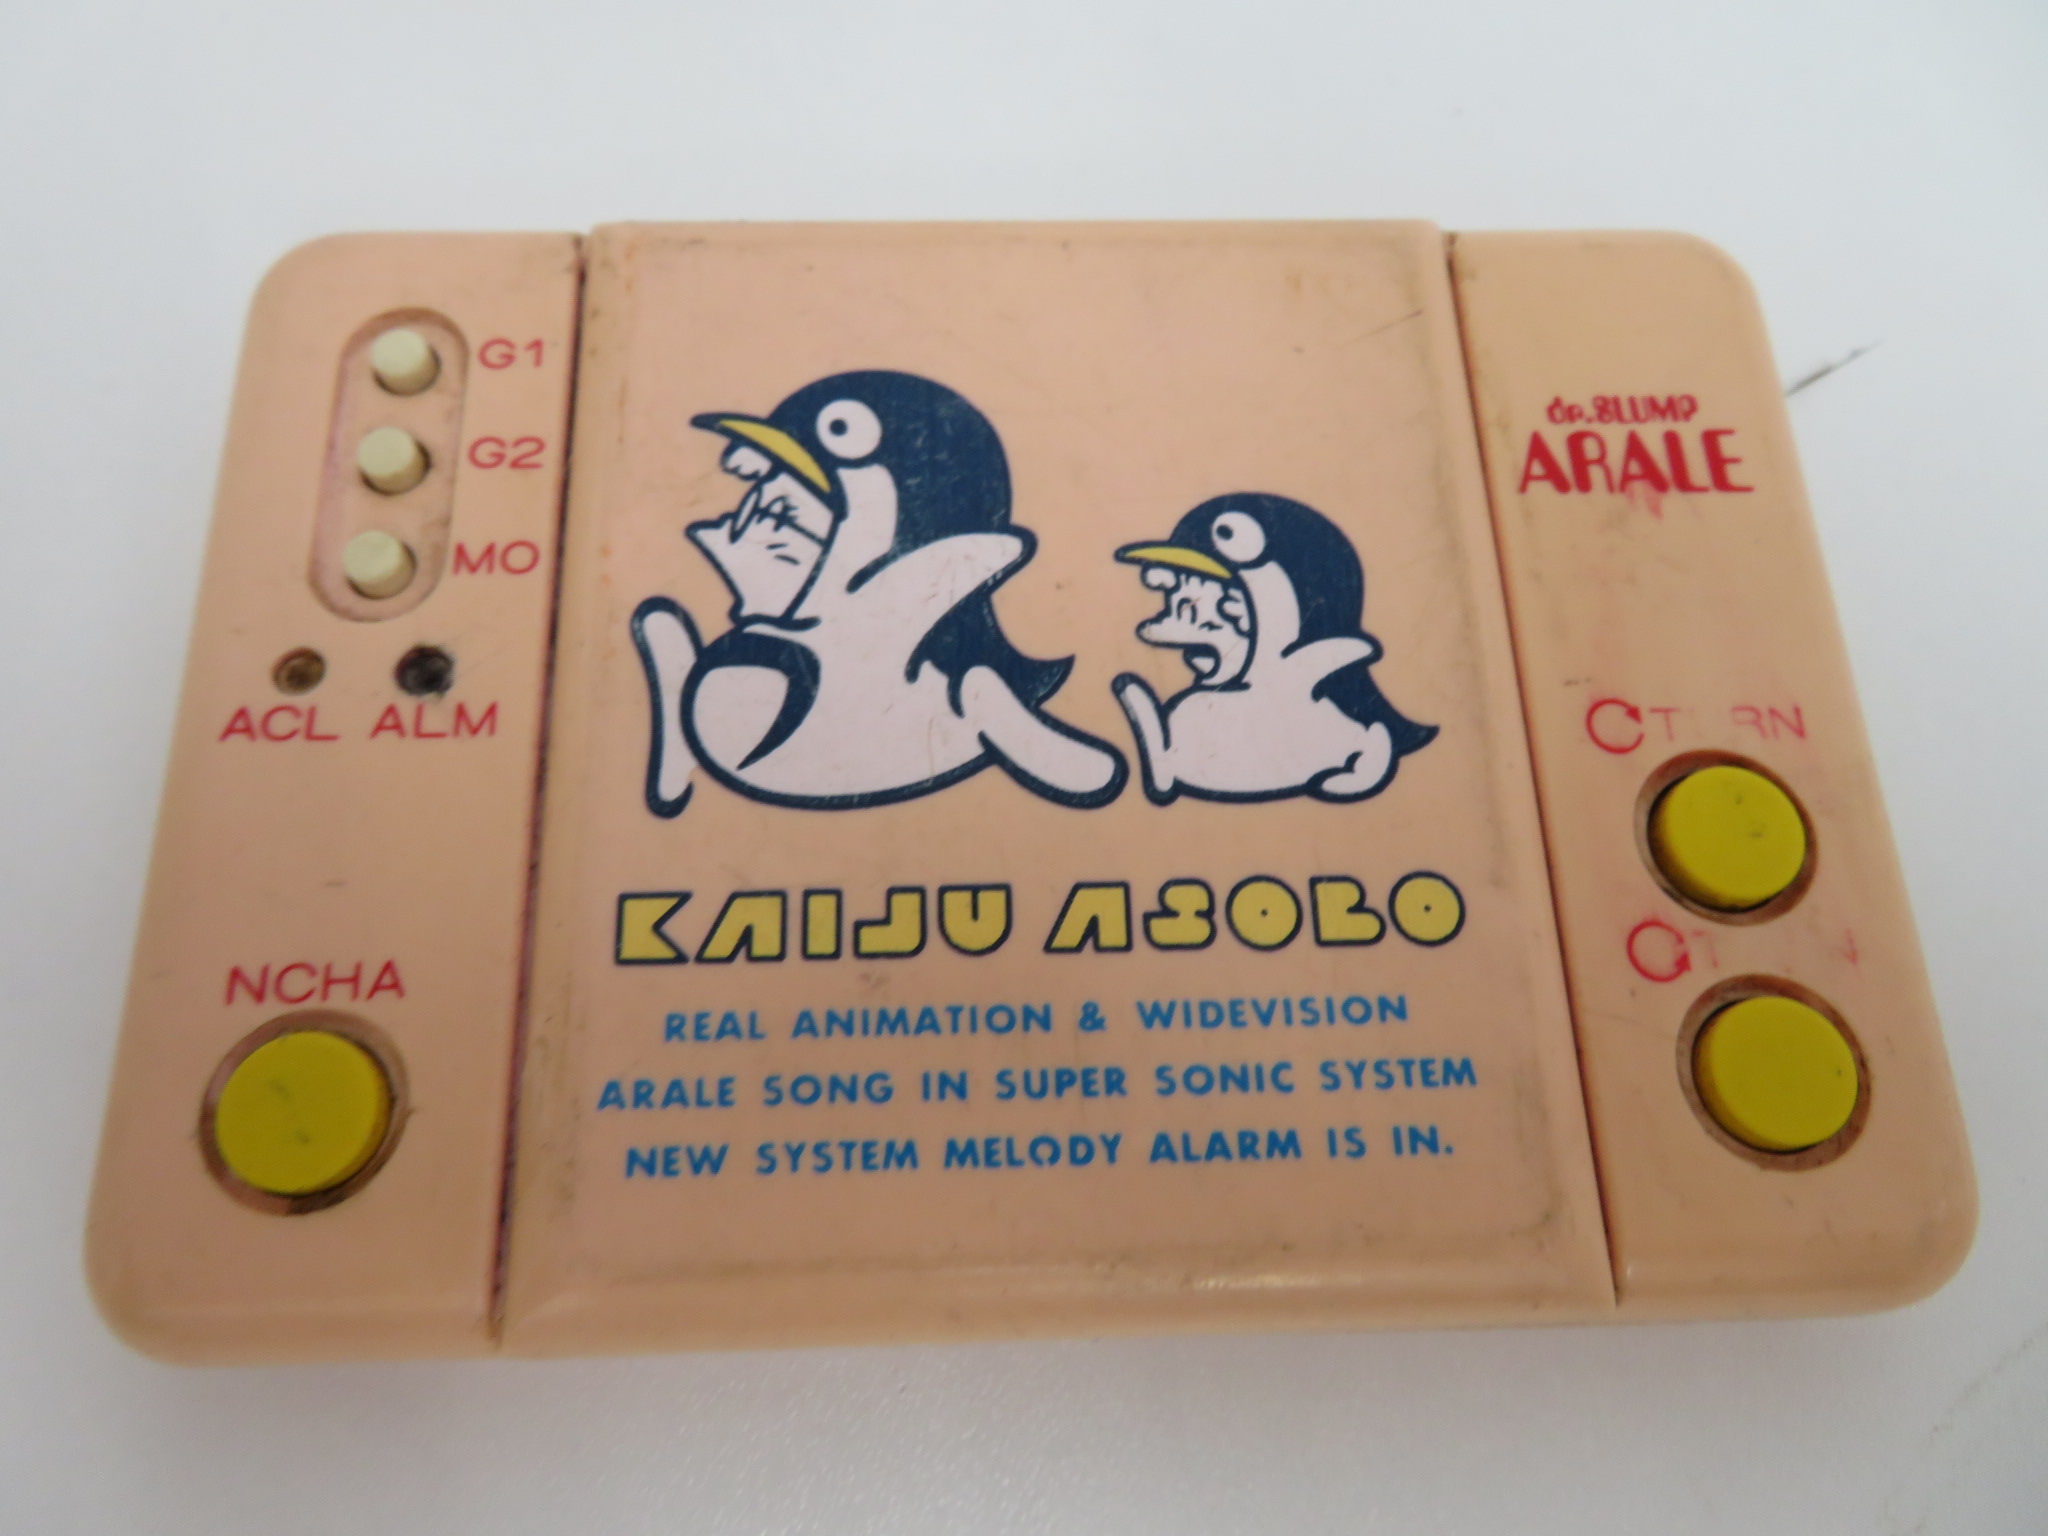 G1
G2
MO
ACL ALM
NCHA
KAIJU ASOBO
REAL ANIMATION & WIDEVISION
ARALE SONG IN SUPER SONIC SYSTEM
NEW SYSTEM MELODY ALARM IS IN.
Dr.SLUMP
ARALE